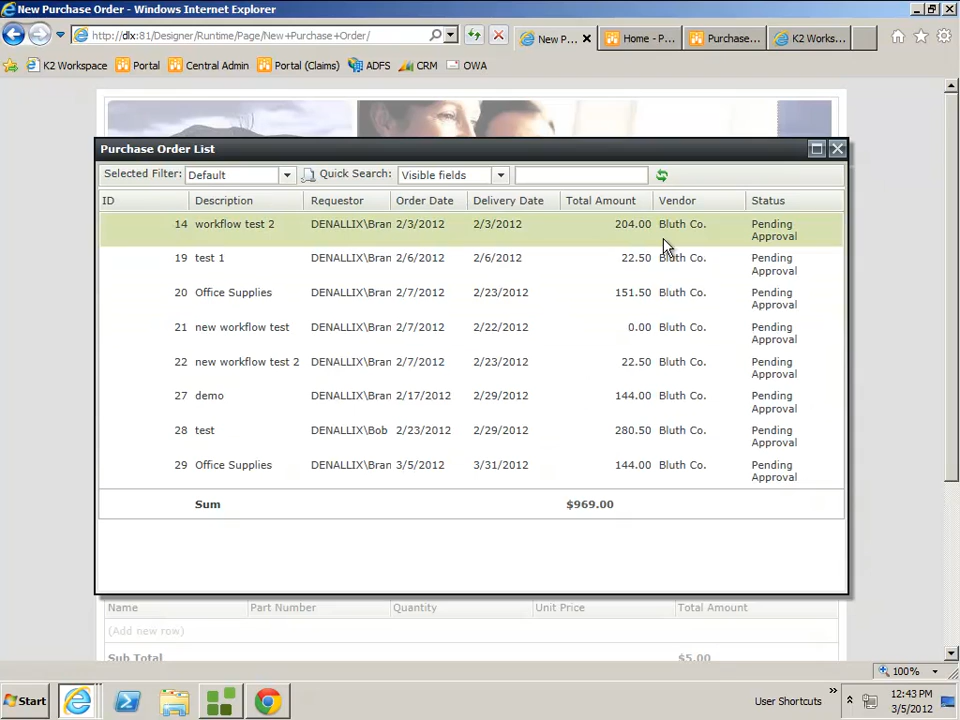 New Purchase Order - Windows Internet Explorer
http://dlx:81/Designer/Runtime/Page/New+Purchase+Order/
New P... Home - P... Purchase... K2 Works...
K2 Workspace Portal Central Admin Portal (Claims) ADFS CRM OWA
Purchase Order List
Selected Filter: Default Quick Search: Visible fields
ID Description Requestor Order Date Delivery Date Total Amount Vendor Status
14 workflow test 2 DENALLIX\Bran 2/3/2012 2/3/2012 204.00 Bluth Co. Pending
Approval
19 test 1 DENALLIX\Bran 2/6/2012 2/6/2012 22.50 Bluth Co. Pending
Approval
20 Office Supplies DENALLIX\Bran 2/7/2012 2/23/2012 151.50 Bluth Co. Pending
Approval
21 new workflow test DENALLIX\Bran 2/7/2012 2/22/2012 0.00 Bluth Co. Pending
Approval
22 new workflow test 2 DENALLIX\Bran 2/7/2012 2/23/2012 22.50 Bluth Co. Pending
Approval
27 demo DENALLIX\Bran 2/17/2012 2/29/2012 144.00 Bluth Co. Pending
Approval
28 test DENALLIX\Bob 2/23/2012 2/29/2012 280.50 Bluth Co. Pending
Approval
29 Office Supplies DENALLIX\Bran 3/5/2012 3/31/2012 144.00 Bluth Co. Pending
Approval
Sum $969.00
Name Part Number Quantity Unit Price Total Amount
(Add new row)
Sub Total $5.00
100%
Start User Shortcuts » 12:43 PM
3/5/2012